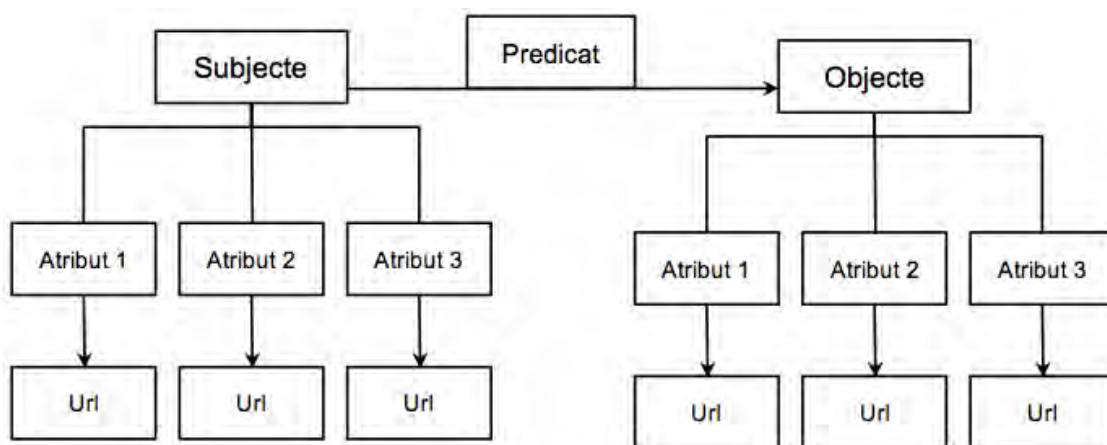 Subjecte
Predicat
Objecte
Atribut 1
Atribut 2
Atribut 3
Atribut 1
Atribut 2
Atribut 3
Url
Url
Url
Url
Url
Url